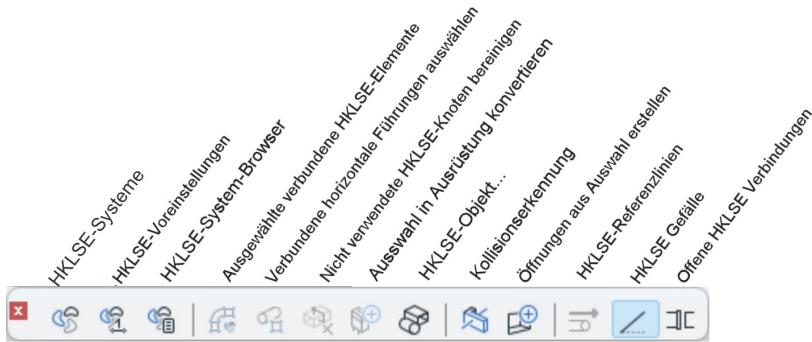 HKLSE-Systeme
HKLSE-Voreinstellungen
HKLSE-System-Browser
Ausgewählte verbundene HKLSE-Elemente
Verbundene horizontale Führungen auswählen
Nicht verwendete HKLSE-Knoten bereinigen
Ausswahl in Ausrüstung konvertieren
HKLSE-Objekt...
Kollisionserkennung
Öffnungen aus Auswahl erstellen
HKLSE-Referenzlinien
HKLSE Gefälle
Offene HKLSE Verbindungen